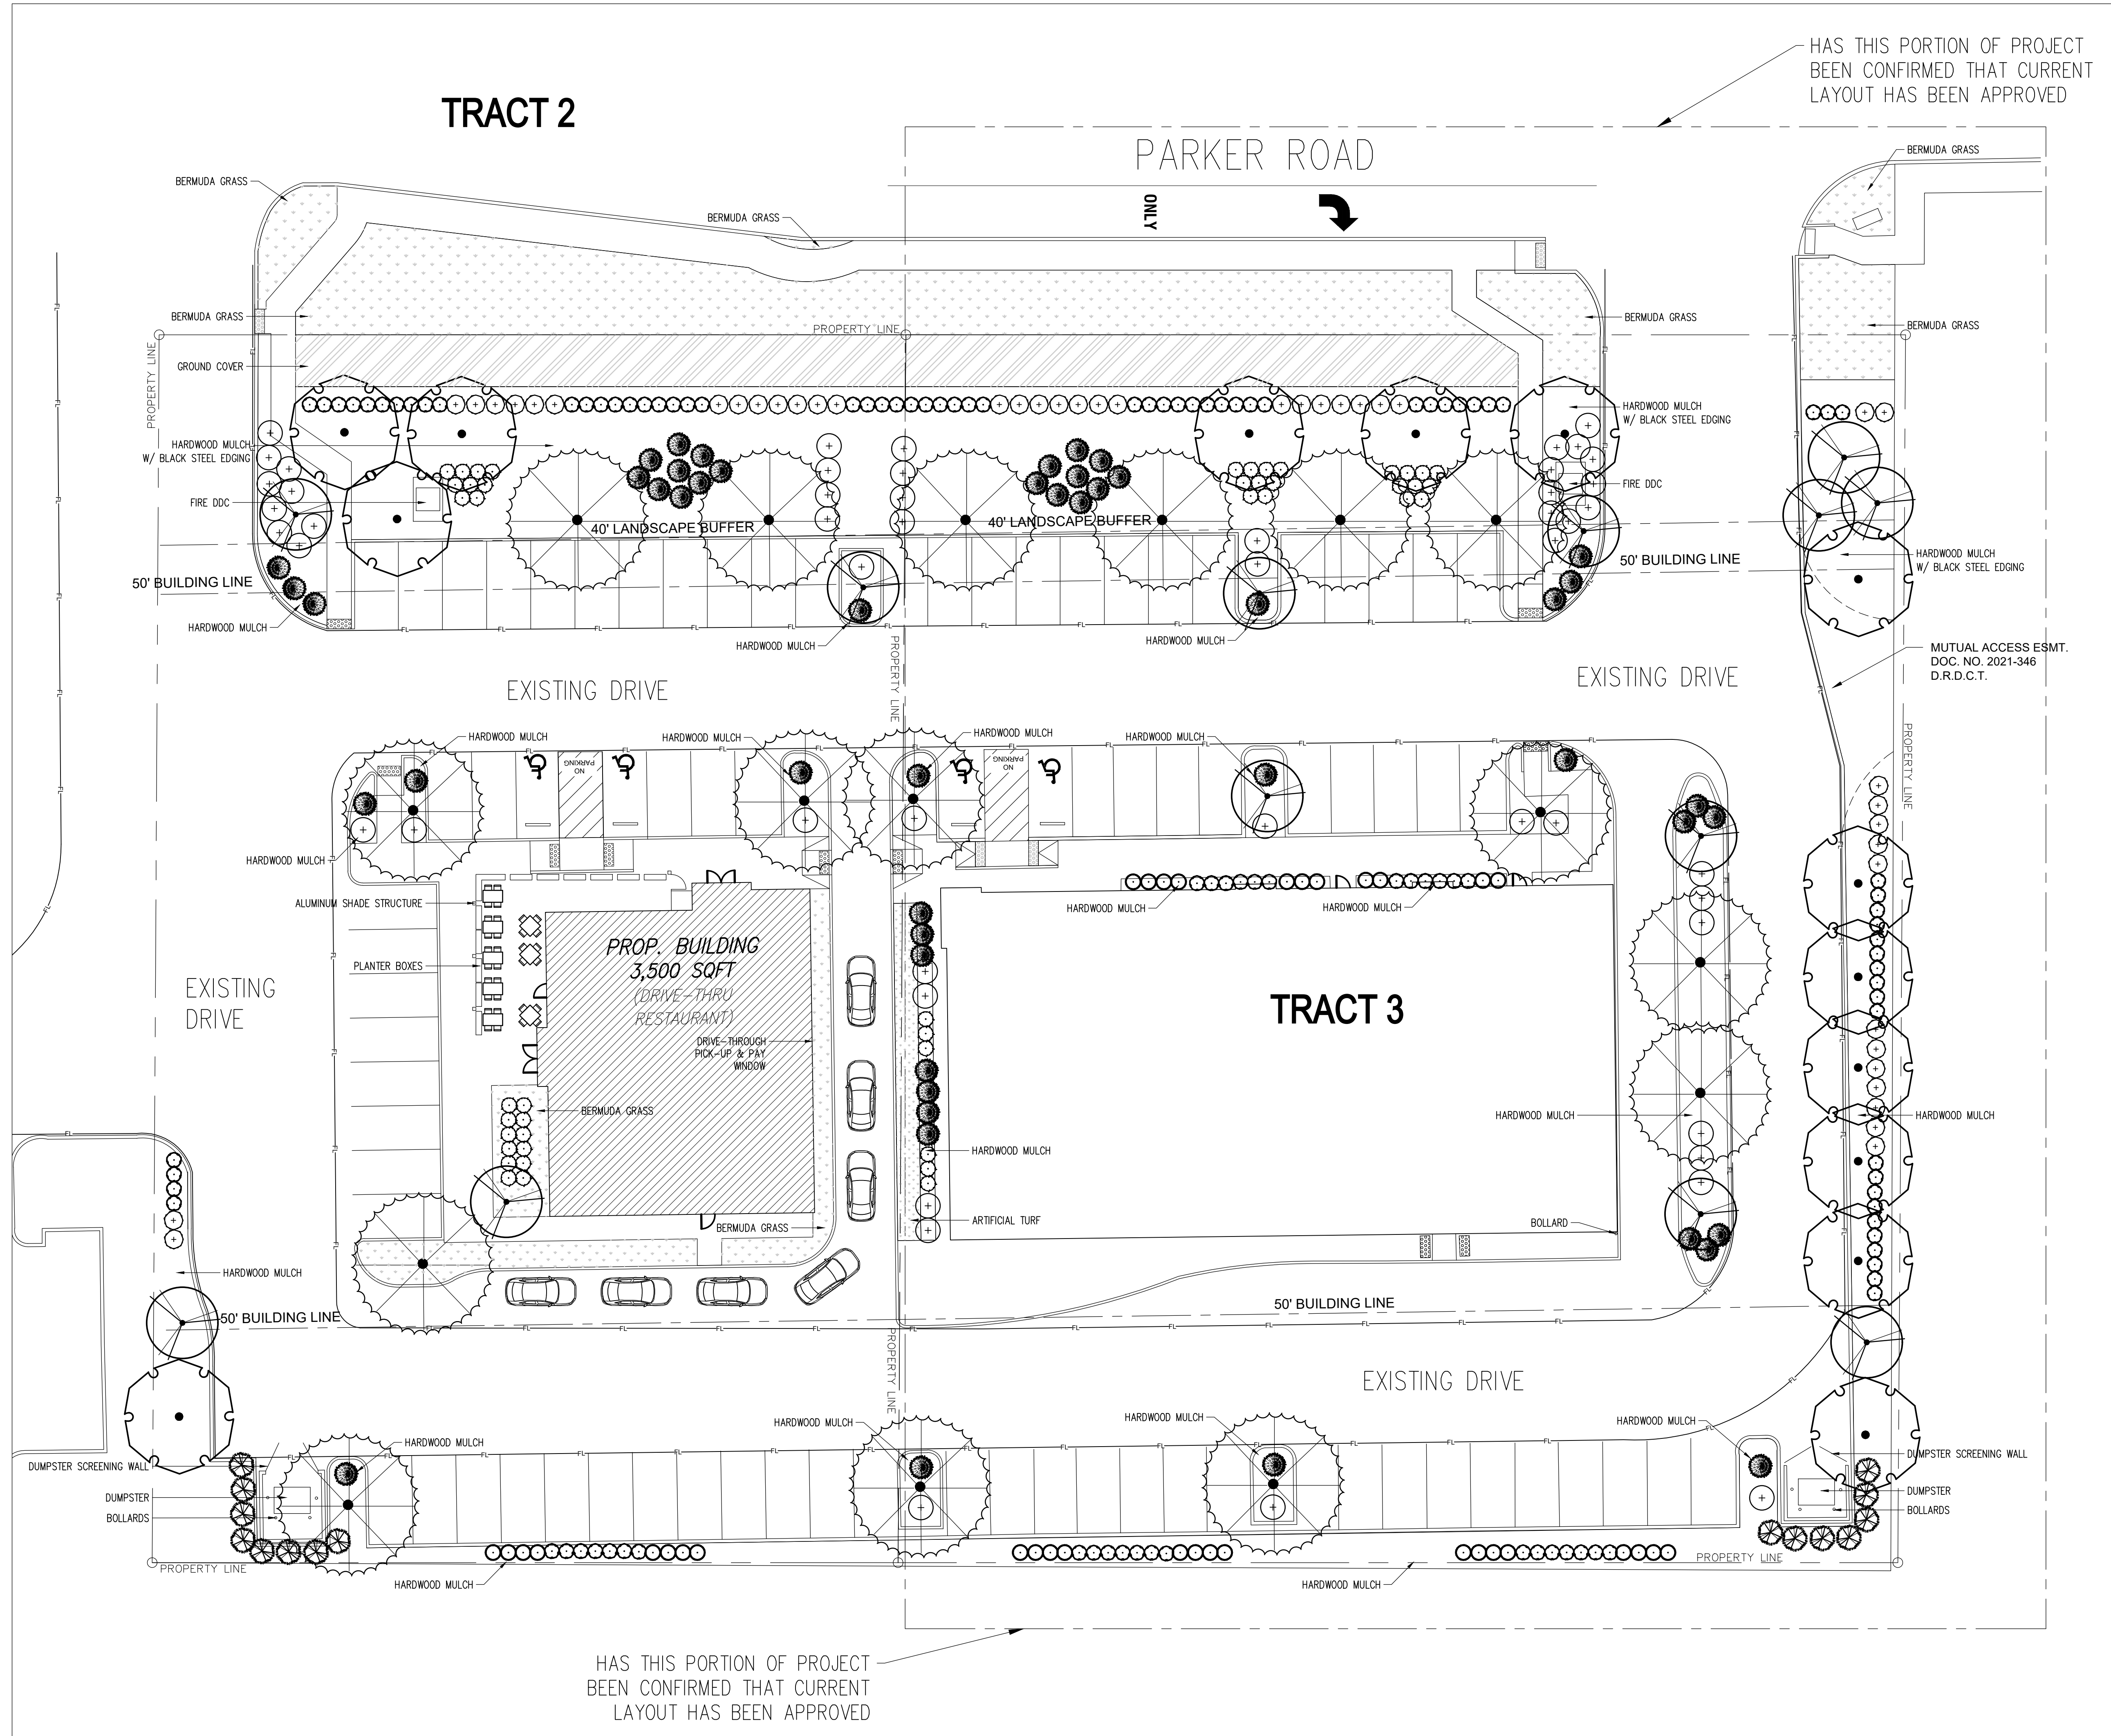 HAS THIS PORTION OF PROJECT
BEEN CONFIRMED THAT CURRENT
LAYOUT HAS BEEN APPROVED
TRACT 2
PARKER ROAD
BERMUDA GRASS
BERMUDA GRASS
BERMUDA GRASS
ONLY
BERMUDA GRASS
PROPERTY LINE
BERMUDA GRASS
BERMUDA GRASS
PROPERTY LINE
GROUND COVER
HARDWOOD MULCH
W/ BLACK STEEL EDGING
HARDWOOD MULCH
W/ BLACK STEEL EDGING
FIRE DDC
FIRE DDC
40' LANDSCAPE BUFFER
40' LANDSCAPE BUFFER
50' BUILDING LINE
50' BUILDING LINE
HARDWOOD MULCH
W/ BLACK STEEL EDGING
HARDWOOD MULCH
HARDWOOD MULCH
HARDWOOD MULCH
PROPERTY LINE
MUTUAL ACCESS ESMT.
DOC. NO. 2021-346
D.R.D.C.T.
EXISTING DRIVE
EXISTING DRIVE
PROPERTY LINE
HARDWOOD MULCH
HARDWOOD MULCH
HARDWOOD MULCH
HARDWOOD MULCH
NO
PARKING
NO
PARKING
HARDWOOD MULCH
ALUMINUM SHADE STRUCTURE
HARDWOOD MULCH
HARDWOOD MULCH
PROP. BUILDING
3,500 SQFT
(DRIVE-THRU
RESTAURANT)
PLANTER BOXES
EXISTING
DRIVE
TRACT 3
DRIVE-THROUGH
PICK-UP & PAY
WINDOW
BERMUDA GRASS
HARDWOOD MULCH
HARDWOOD MULCH
HARDWOOD MULCH
BERMUDA GRASS
ARTIFICIAL TURF
BOLLARD
HARDWOOD MULCH
50' BUILDING LINE
50' BUILDING LINE
PROPERTY LINE
EXISTING DRIVE
HARDWOOD MULCH
HARDWOOD MULCH
HARDWOOD MULCH
HARDWOOD MULCH
DUMPSTER SCREENING WALL
DUMPSTER SCREENING WALL
DUMPSTER
DUMPSTER
BOLLARDS
BOLLARDS
PROPERTY LINE
PROPERTY LINE
HARDWOOD MULCH
HARDWOOD MULCH
HAS THIS PORTION OF PROJECT
BEEN CONFIRMED THAT CURRENT
LAYOUT HAS BEEN APPROVED